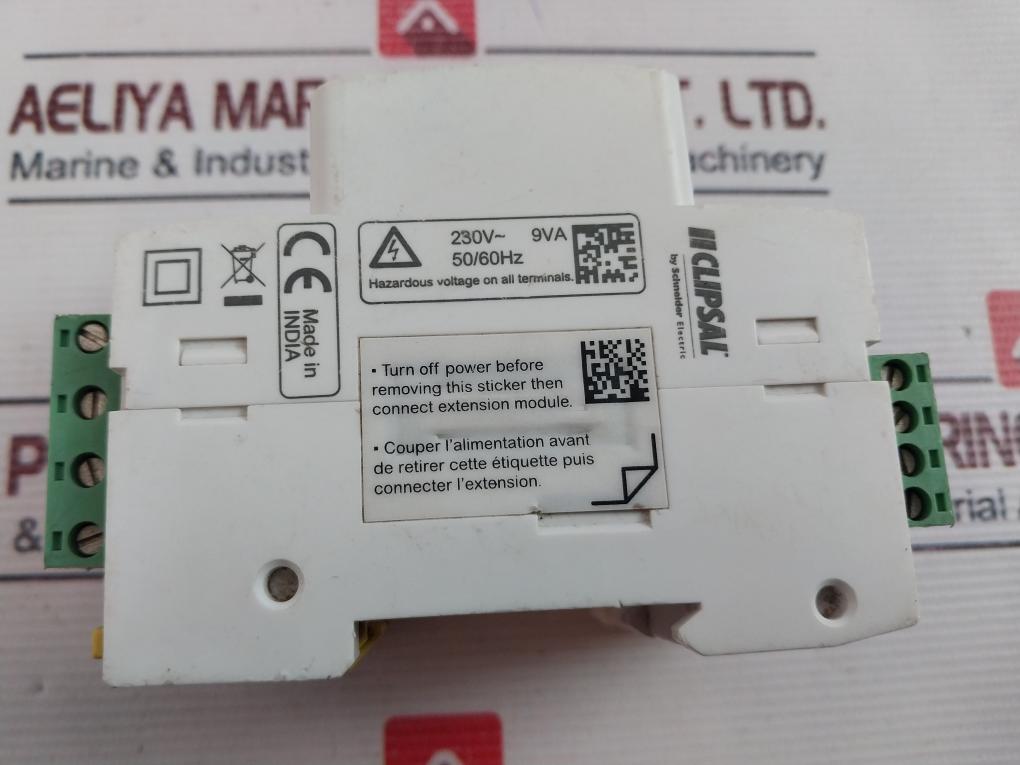 AELIYA MAR T. LTD.
Marine & Indust achinery
230V~ 9VA
50/60Hz
Hazardous voltage on all terminals.
CE
Made in
INDIA
CLIPSAL
by Schneider Electric
• Turn off power before
removing this sticker then
connect extension module.
• Couper l'alimentation avant
de retirer cette étiquette puis
connecter l'extension.